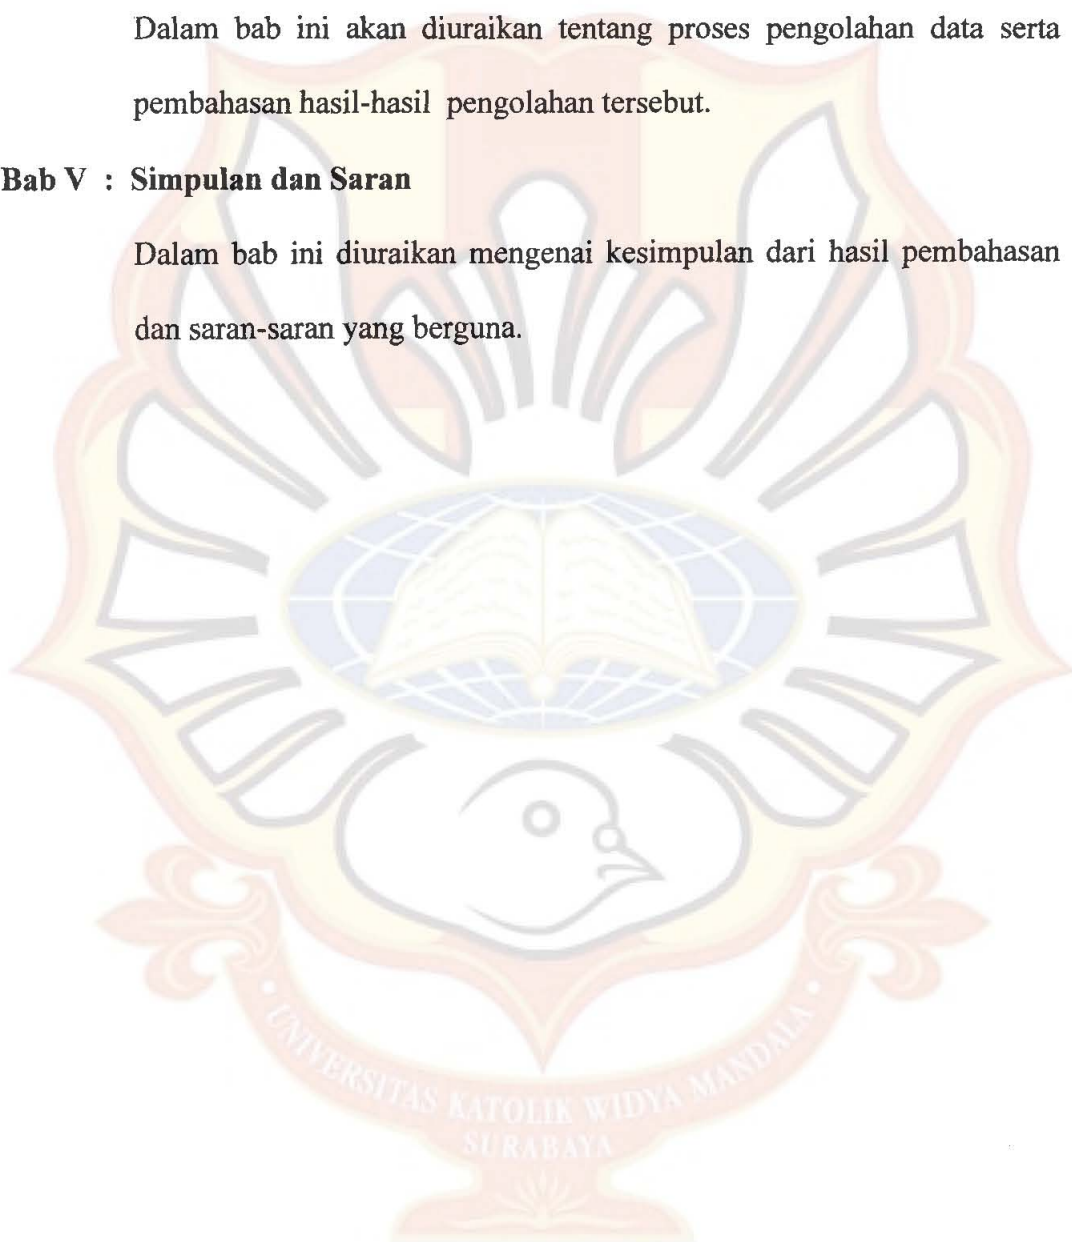 Dalam bab ini akan diuraikan tentang proses pengolahan data serta
pembahasan hasil-hasil pengolahan tersebut.
Bab V : Simpulan dan Saran
Dalam bab ini diuraikan mengenai kesimpulan dari hasil pembahasan
dan saran-saran yang berguna.
UNIVERSITAS KATOLIK WIDYA MANDALA
SURABAYA